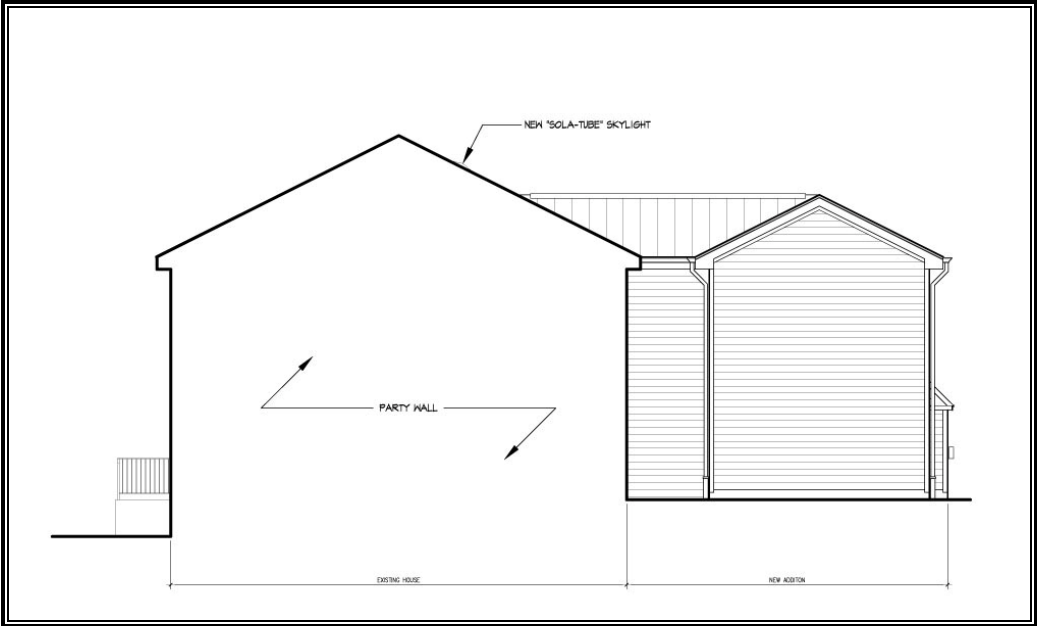 NEW "SOLA-TUBE" SKYLIGHT
PARTY WALL
EXISTING HOUSE
NEW ADDITON